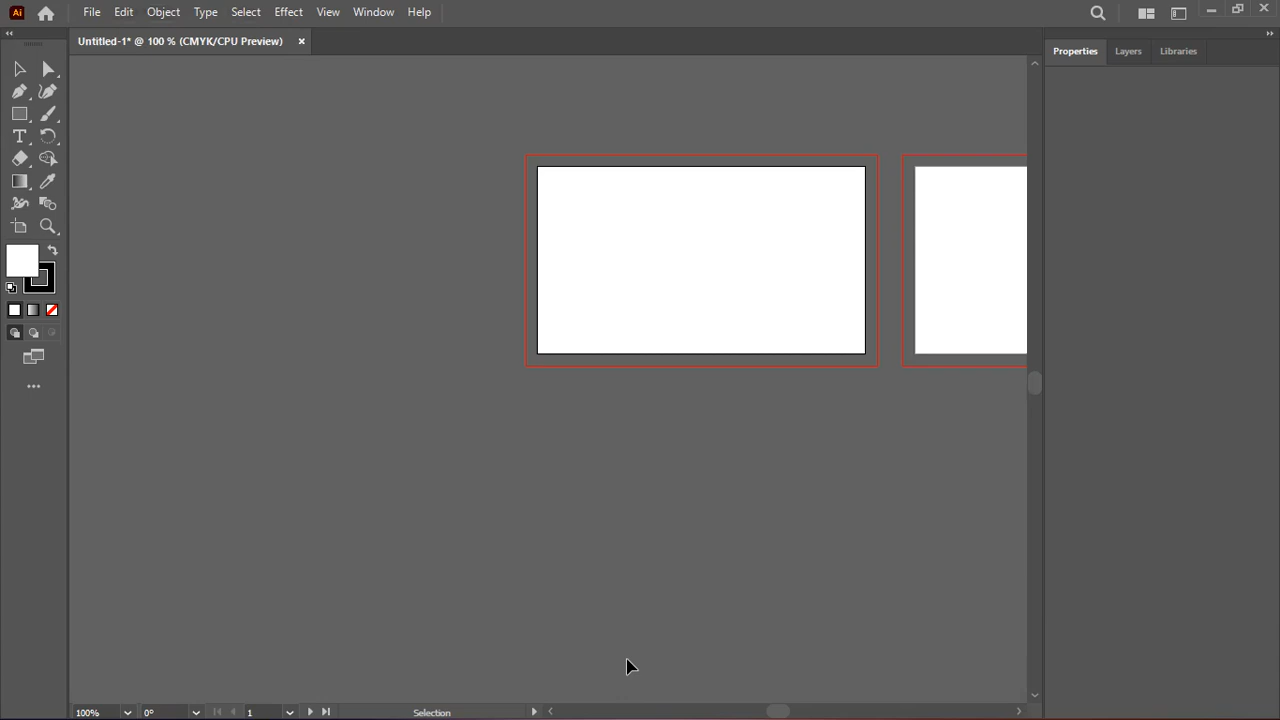 Ai File Edit Object Type Select Effect View Window Help
Untitled-1* @ 100 % (CMYK/CPU Preview) ×
Properties Layers Libraries
T
100% 0° 1 Selection